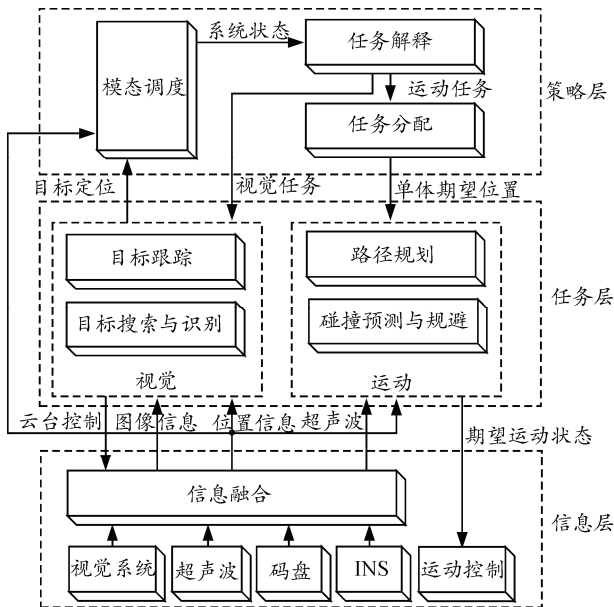 系统状态
任务解释
模态调度
运动任务
策略层
任务分配
目标定位
视觉任务
单体期望位置
目标跟踪
路径规划
任务层
目标搜索与识别
碰撞预测与规避
视觉
运动
云台控制
图像信息
位置信息
超声波
期望运动状态
信息融合
信息层
视觉系统
超声波
码盘
INS
运动控制